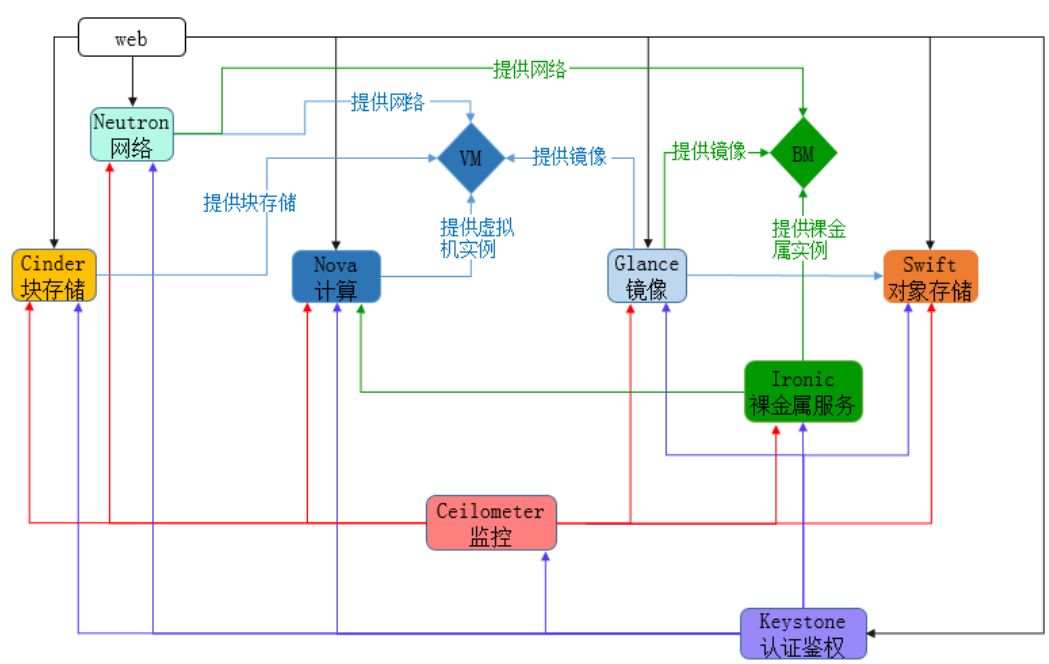 web
提供网络
提供网络
Neutron
网络
VM
提供镜像
提供镜像
BM
提供块存储
提供虚拟
机实例
提供裸金
属实例
Cinder
块存储
Nova
计算
Glance
镜像
Swift
对象存储
Ironic
裸金属服务
Ceilometer
监控
Keystone
认证鉴权